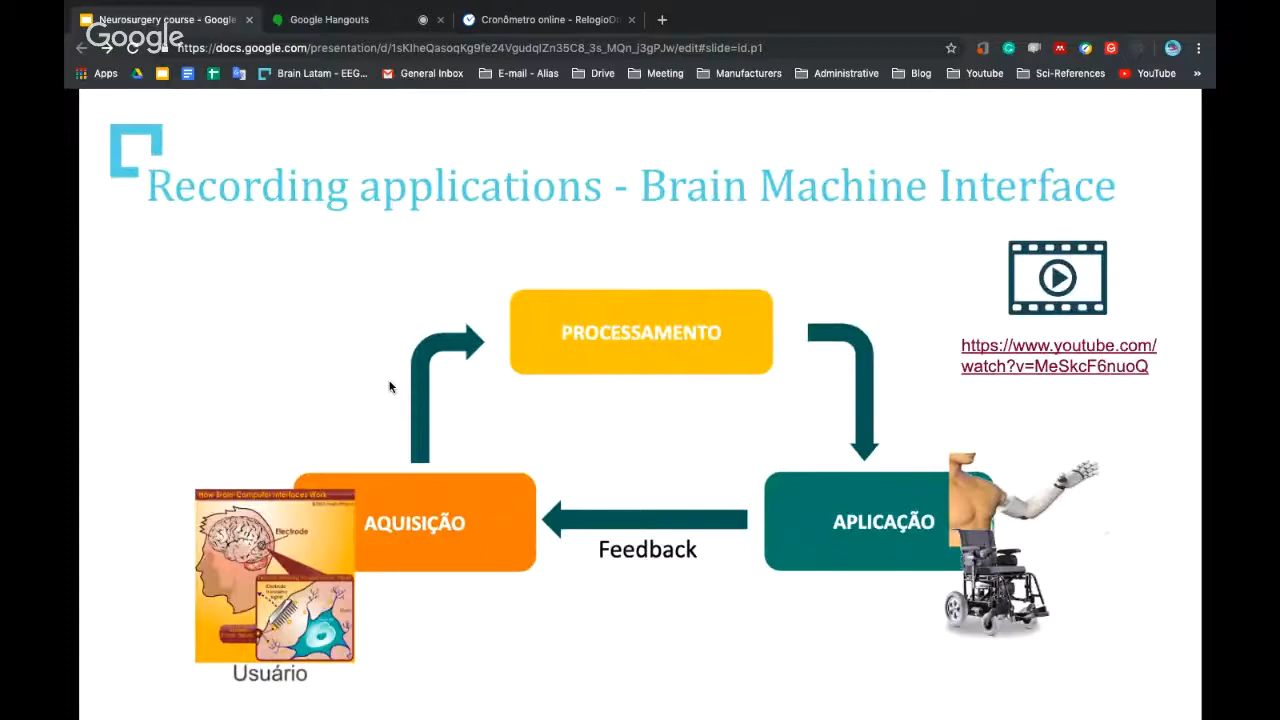 Neurosurgery course - Google
Google Hangouts
Cronômetro online - RelogioOn
Google
https://docs.google.com/presentation/d/1sKIheQasoqKg9fe24VgudqIZn35C8_3s_MQn_j3gPJw/edit#slide=id.p1
Apps
Brain Latam - EEG...
General Inbox
E-mail - Alias
Drive
Meeting
Manufacturers
Administrative
Blog
Youtube
Sci-References
YouTube
»
Recording applications - Brain Machine Interface
PROCESSAMENTO
https://www.youtube.com/
watch?v=MeSkcF6nuoQ
AQUISIÇÃO
APLICAÇÃO
Feedback
How Brain-Computer Interfaces Work
Electrode
Usuário